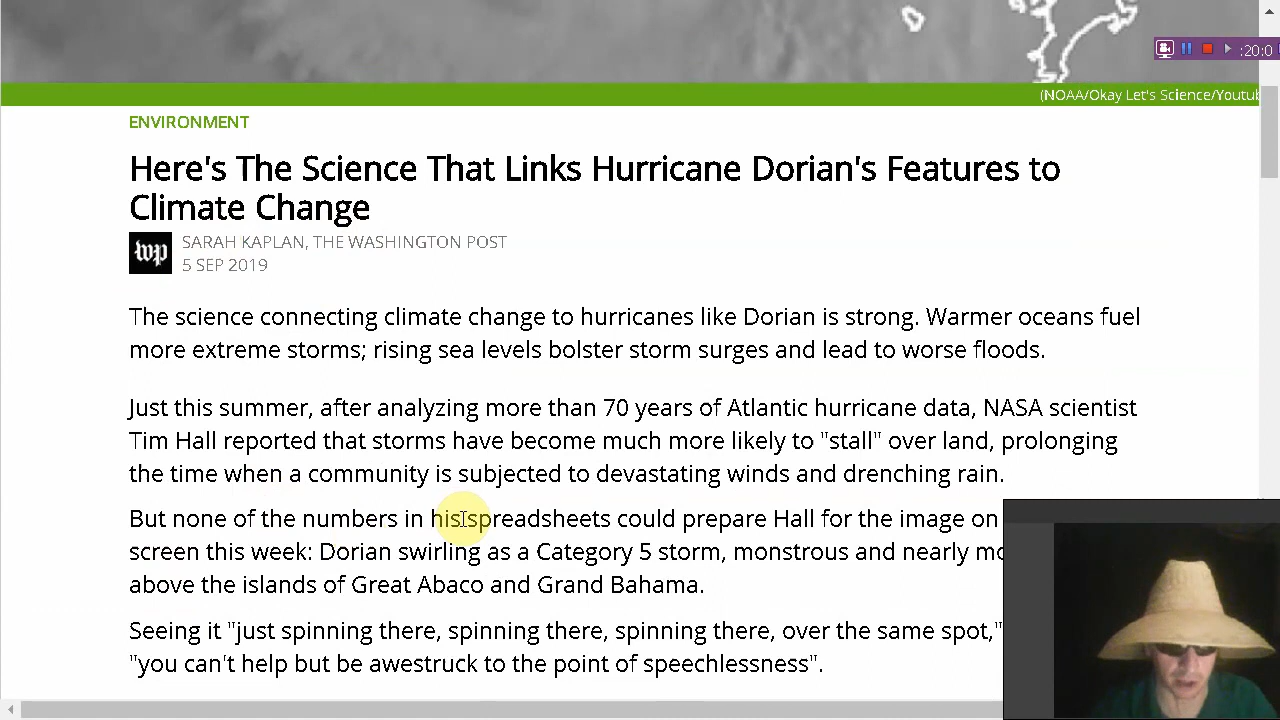 :20:0
(NOAA/Okay Let's Science/Youtub
ENVIRONMENT
Here's The Science That Links Hurricane Dorian's Features to
Climate Change
wp
SARAH KAPLAN, THE WASHINGTON POST
5 SEP 2019
The science connecting climate change to hurricanes like Dorian is strong. Warmer oceans fuel
more extreme storms; rising sea levels bolster storm surges and lead to worse floods.
Just this summer, after analyzing more than 70 years of Atlantic hurricane data, NASA scientist
Tim Hall reported that storms have become much more likely to "stall" over land, prolonging
the time when a community is subjected to devastating winds and drenching rain.
But none of the numbers in his spreadsheets could prepare Hall for the image on
screen this week: Dorian swirling as a Category 5 storm, monstrous and nearly mo
above the islands of Great Abaco and Grand Bahama.
Seeing it "just spinning there, spinning there, spinning there, over the same spot,"
"you can't help but be awestruck to the point of speechlessness".